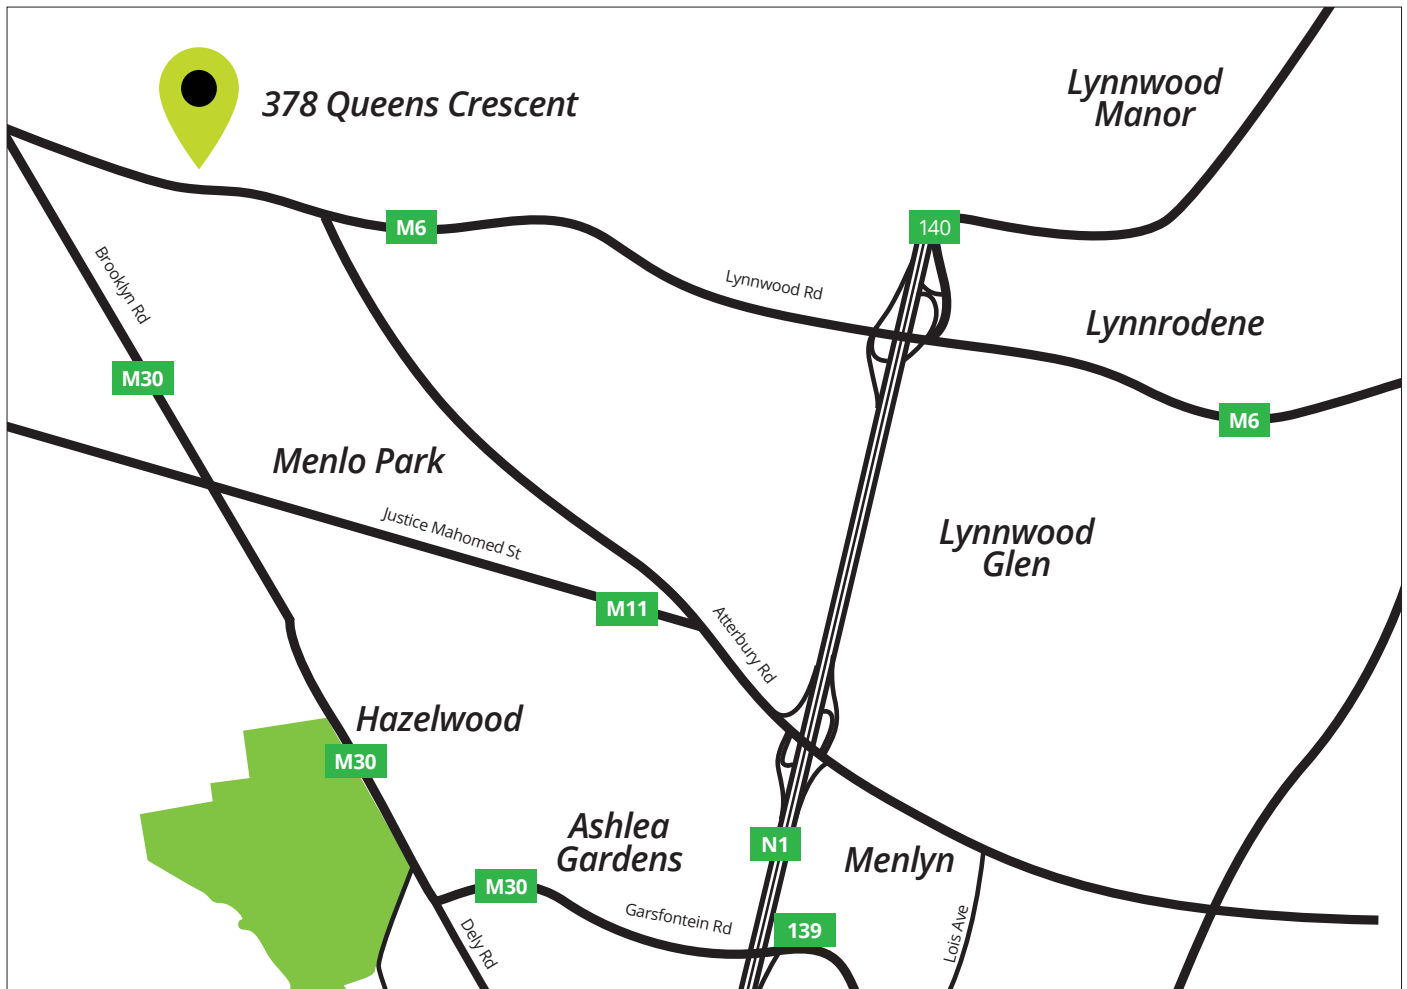 378 Queens Crescent
Lynnwood
Manor
M6
140
Brooklyn Rd
Lynnwood Rd
Lynnrodene
M30
M6
Menlo Park
Justice Mahomed St
Lynnwood
Glen
M11
Atterbury Rd
Hazelwood
M30
Ashlea
Gardens
N1
Menlyn
M30
Garsfontein Rd
139
Dely Rd
Lois Ave